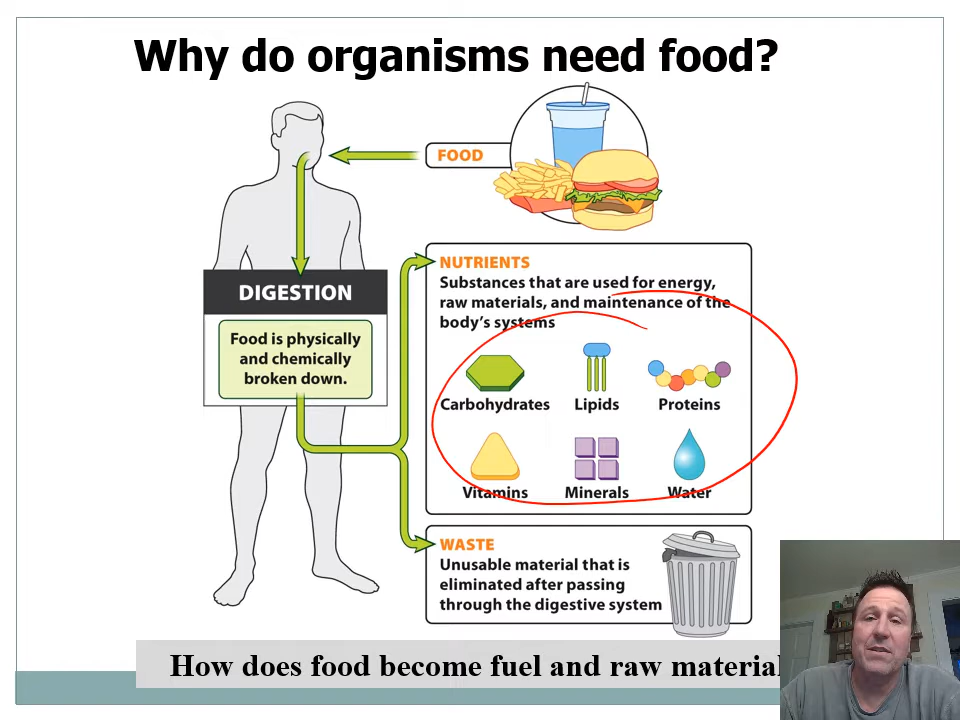 Why do organisms need food?
FOOD
NUTRIENTS
Substances that are used for energy,
raw materials, and maintenance of the
body's systems
DIGESTION
Food is physically
and chemically
broken down.
Carbohydrates Lipids Proteins
Vitamins Minerals Water
WASTE
Unusable material that is
eliminated after passing
through the digestive system
How does food become fuel and raw material